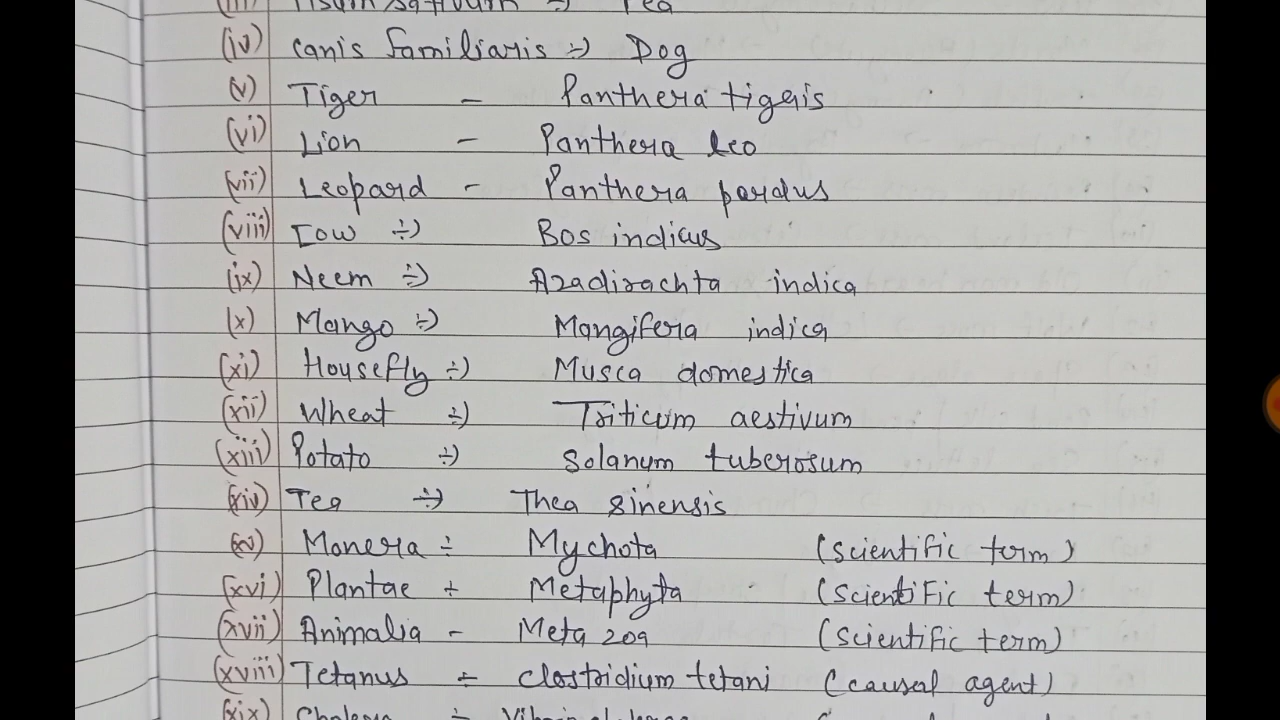 (iv) Canis familiaris ÷) Dog
(v) Tiger - Panthera tigris
(vi) Lion - Panthera leo
(vii) Leopard - Panthera pardus
(viii) Cow ÷) Bos indicus
(ix) Neem ÷) Azadirachta indica
(x) Mango ÷) Mangifera indica
(xi) Housefly ÷) Musca domestica
(xii) Wheat ÷) Triticum aestivum
(xiii) Potato ÷) Solanum tuberosum
(xiv) Tea ÷) Thea sinensis
(xv) Monera ÷ Mychota (scientific term)
(xvi) Plantae ÷ Metaphyta (scientific term)
(xvii) Animalia - Metazoa (scientific term)
(xviii) Tetanus ÷ clostridium tetani (causal agent)